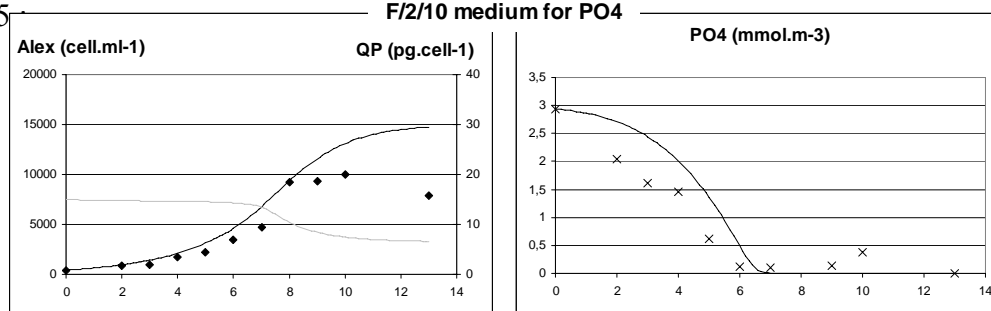 5 :
F/2/10 medium for PO4
Alex (cell.ml-1) QP (pg.cell-1)
20000 40
15000 30
10000 20
5000 10
0 0
0 2 4 6 8 10 12 14
PO4 (mmol.m-3)
3,5
3
2,5
2
1,5
1
0,5
0
0 2 4 6 8 10 12 14